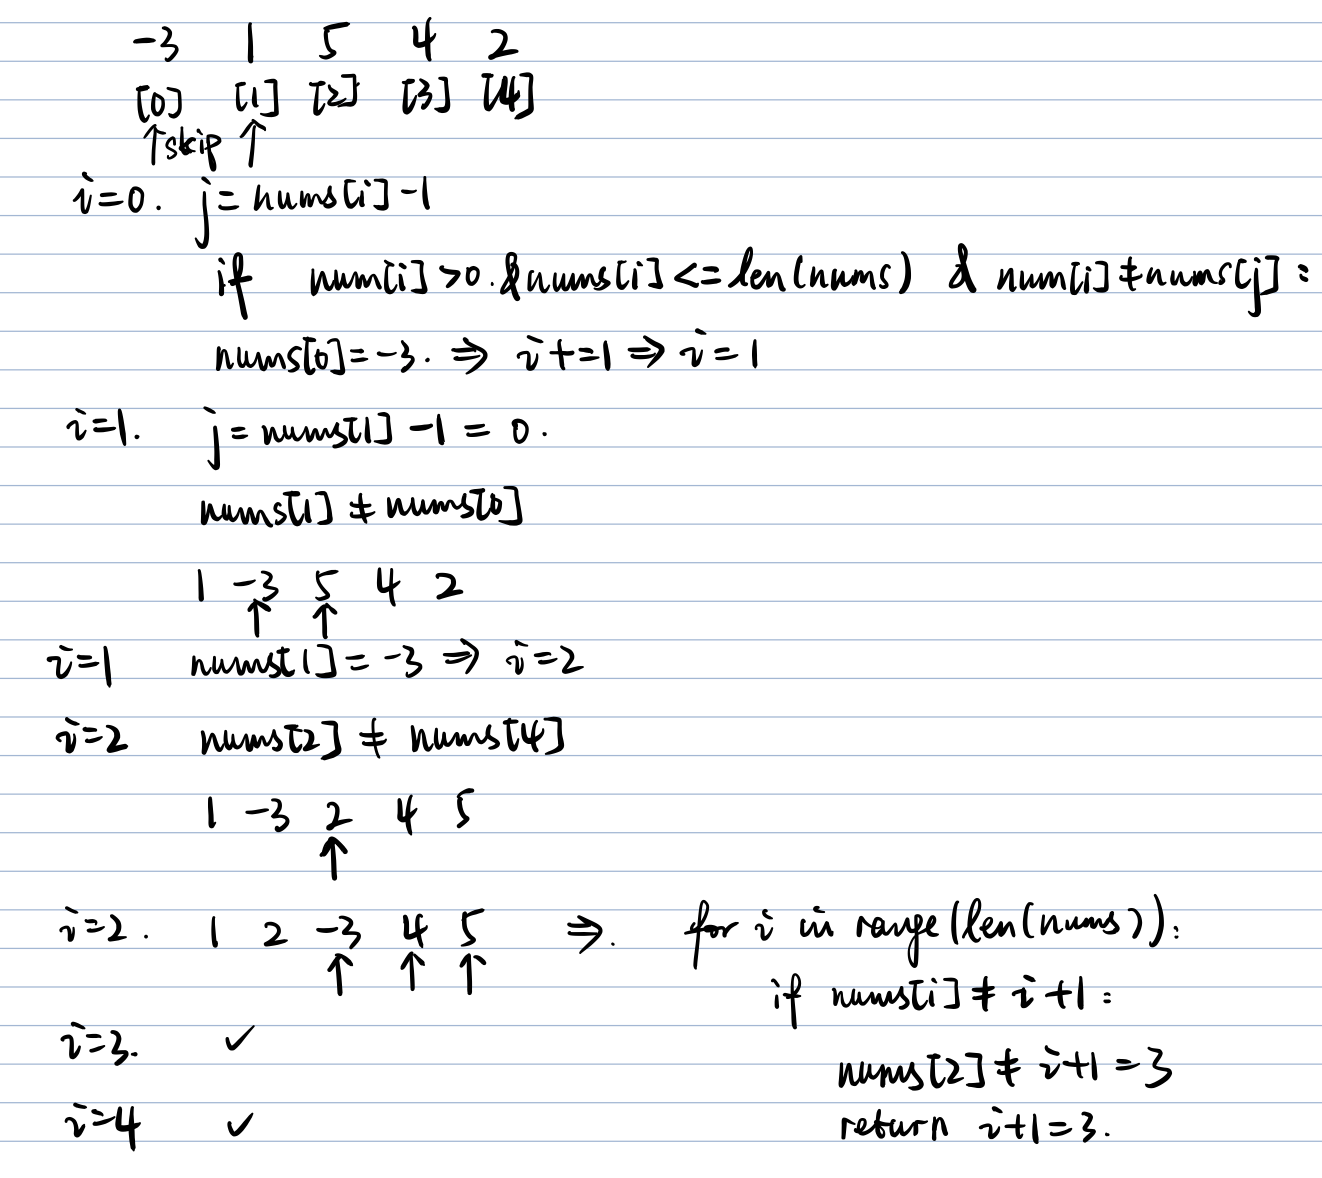 -3 1 5 4 2
[0] [1] [2] [3] [4]
↑skip ↑
i=0. j= nums[i]-1
if num[i]>0.&nums[i]<=len(nums) & num[i]≠nums[j]:
nums[0]=-3. ⇒ i+=1⇒i=1
i=1. j= nums[1]-1 = 0.
nums[1] ≠ nums[0]
1 -3 5 4 2
↑ ↑
i=1 nums[1]=-3 ⇒ i=2
i=2 nums[2] ≠ nums[4]
1 -3 2 4 5
↑
i=2. 1 2 -3 4 5 ⇒. for i in range(len(nums)):
↑ ↑ ↑
if nums[i]≠i+1:
i=3. ✓
nums[2]≠i+1=3
i=4 ✓
return i+1=3.